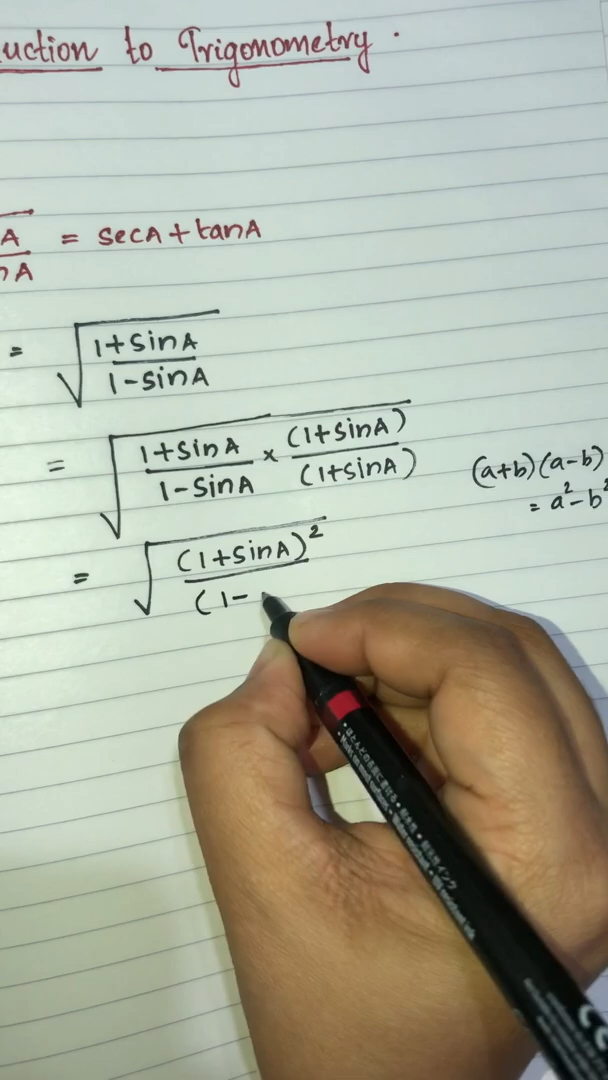 uction to Trigonometry.
A
nA = secA + tanA
= √ 1+sinA
1-sinA
= √ 1+sinA × (1+sinA)
1-sinA (1+sinA)
(a+b)(a-b)
= a²-b²
= √ (1+sinA)²
(1-